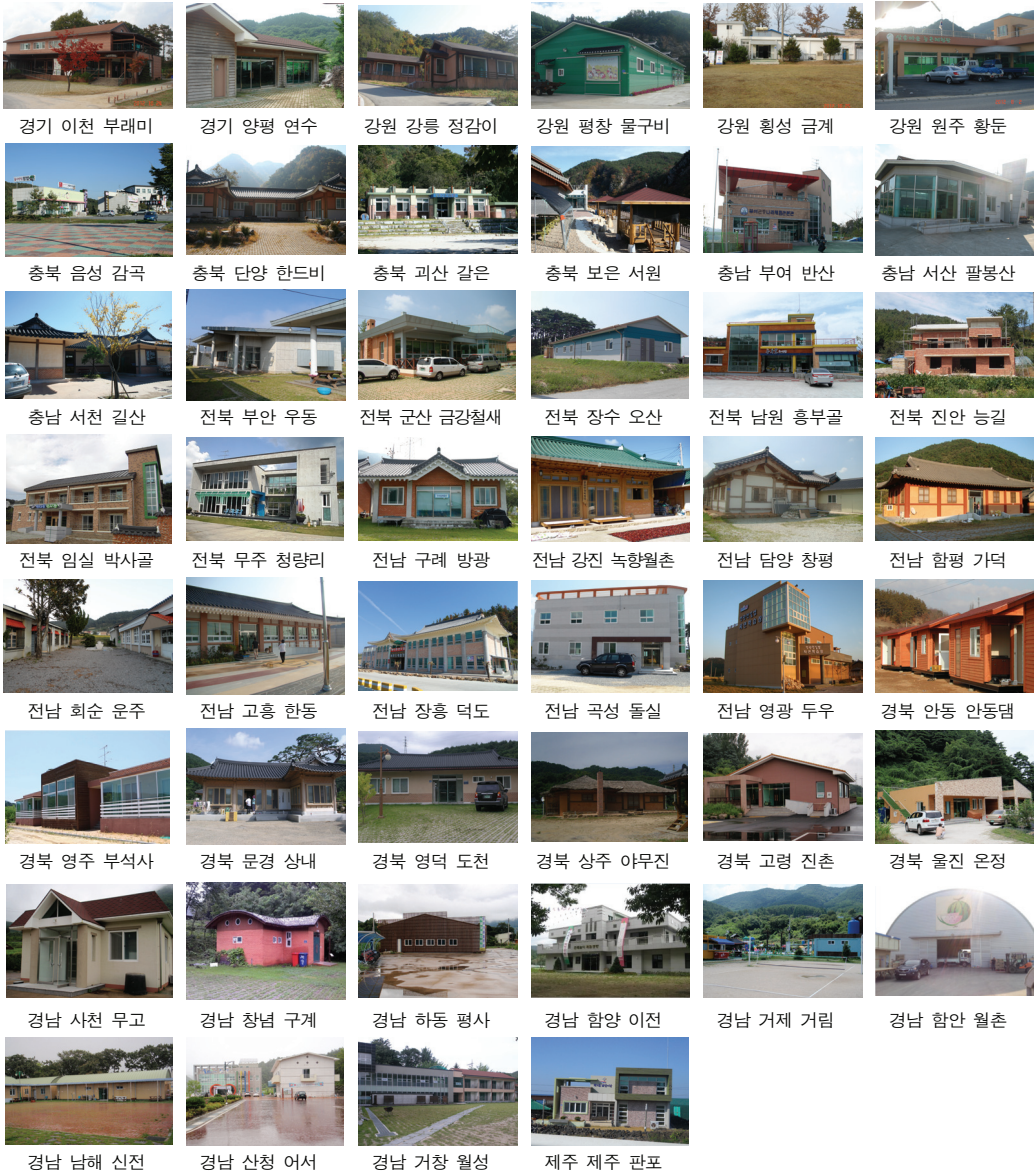 경기 이천 부래미
경기 양평 연수
강원 강릉 정감이
강원 평창 물구비
강원 횡성 금계
강원 원주 황둔
충북 음성 감곡
충북 단양 한드비
충북 괴산 갈은
충북 보은 서원
충남 부여 반산
충남 서산 팔봉산
충남 서천 길산
전북 부안 우동
전북 군산 금강철새
전북 장수 오산
전북 남원 흥부골
전북 진안 능길
전북 임실 박사골
전북 무주 청량리
전남 구례 방광
전남 강진 녹향월촌
전남 담양 창평
전남 함평 가덕
전남 회순 운주
전남 고흥 한동
전남 장흥 덕도
전남 곡성 돌실
전남 영광 두우
경북 안동 안동댐
경북 영주 부석사
경북 문경 상내
경북 영덕 도천
경북 상주 야무진
경북 고령 진촌
경북 울진 온정
경남 사천 무고
경남 창념 구계
경남 하동 평사
경남 함양 이전
경남 거제 거림
경남 함안 월촌
경남 남해 신전
경남 산청 어서
경남 거창 월성
제주 제주 판포